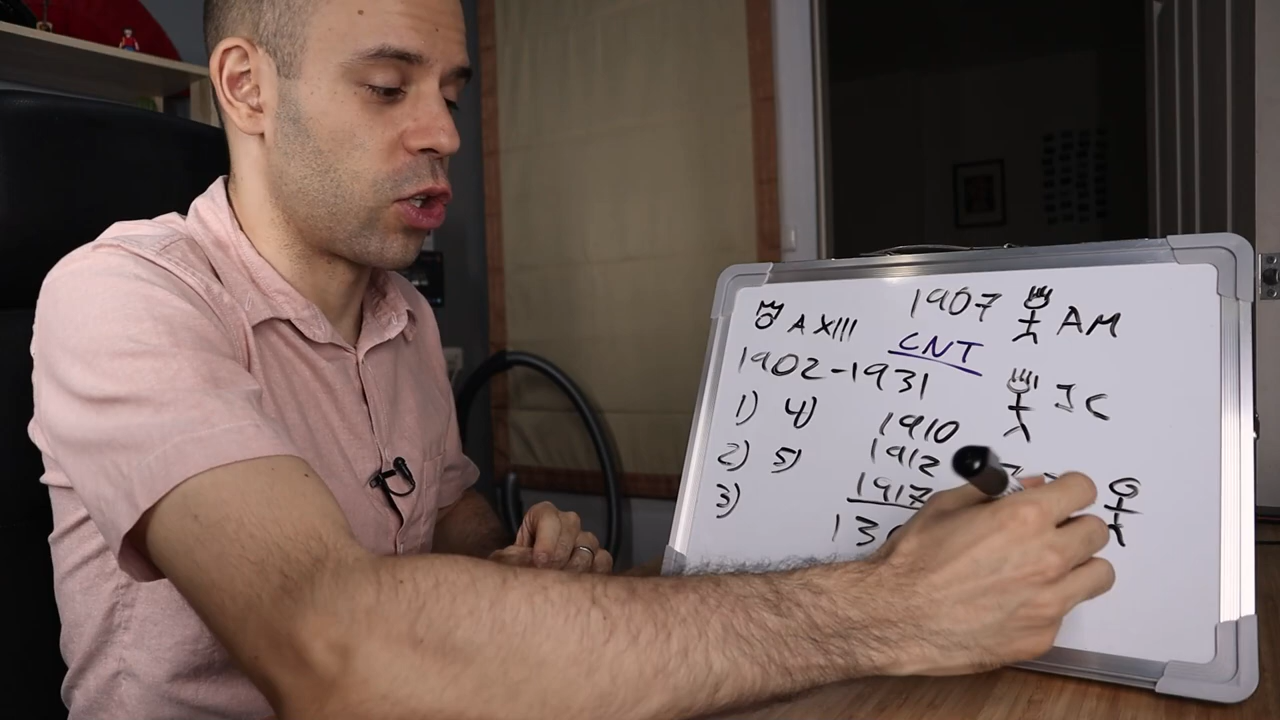 A XIII
1902-1931
1) 4)
2) 5)
3)
1907 AM
CNT
JC
1910
1912
1917